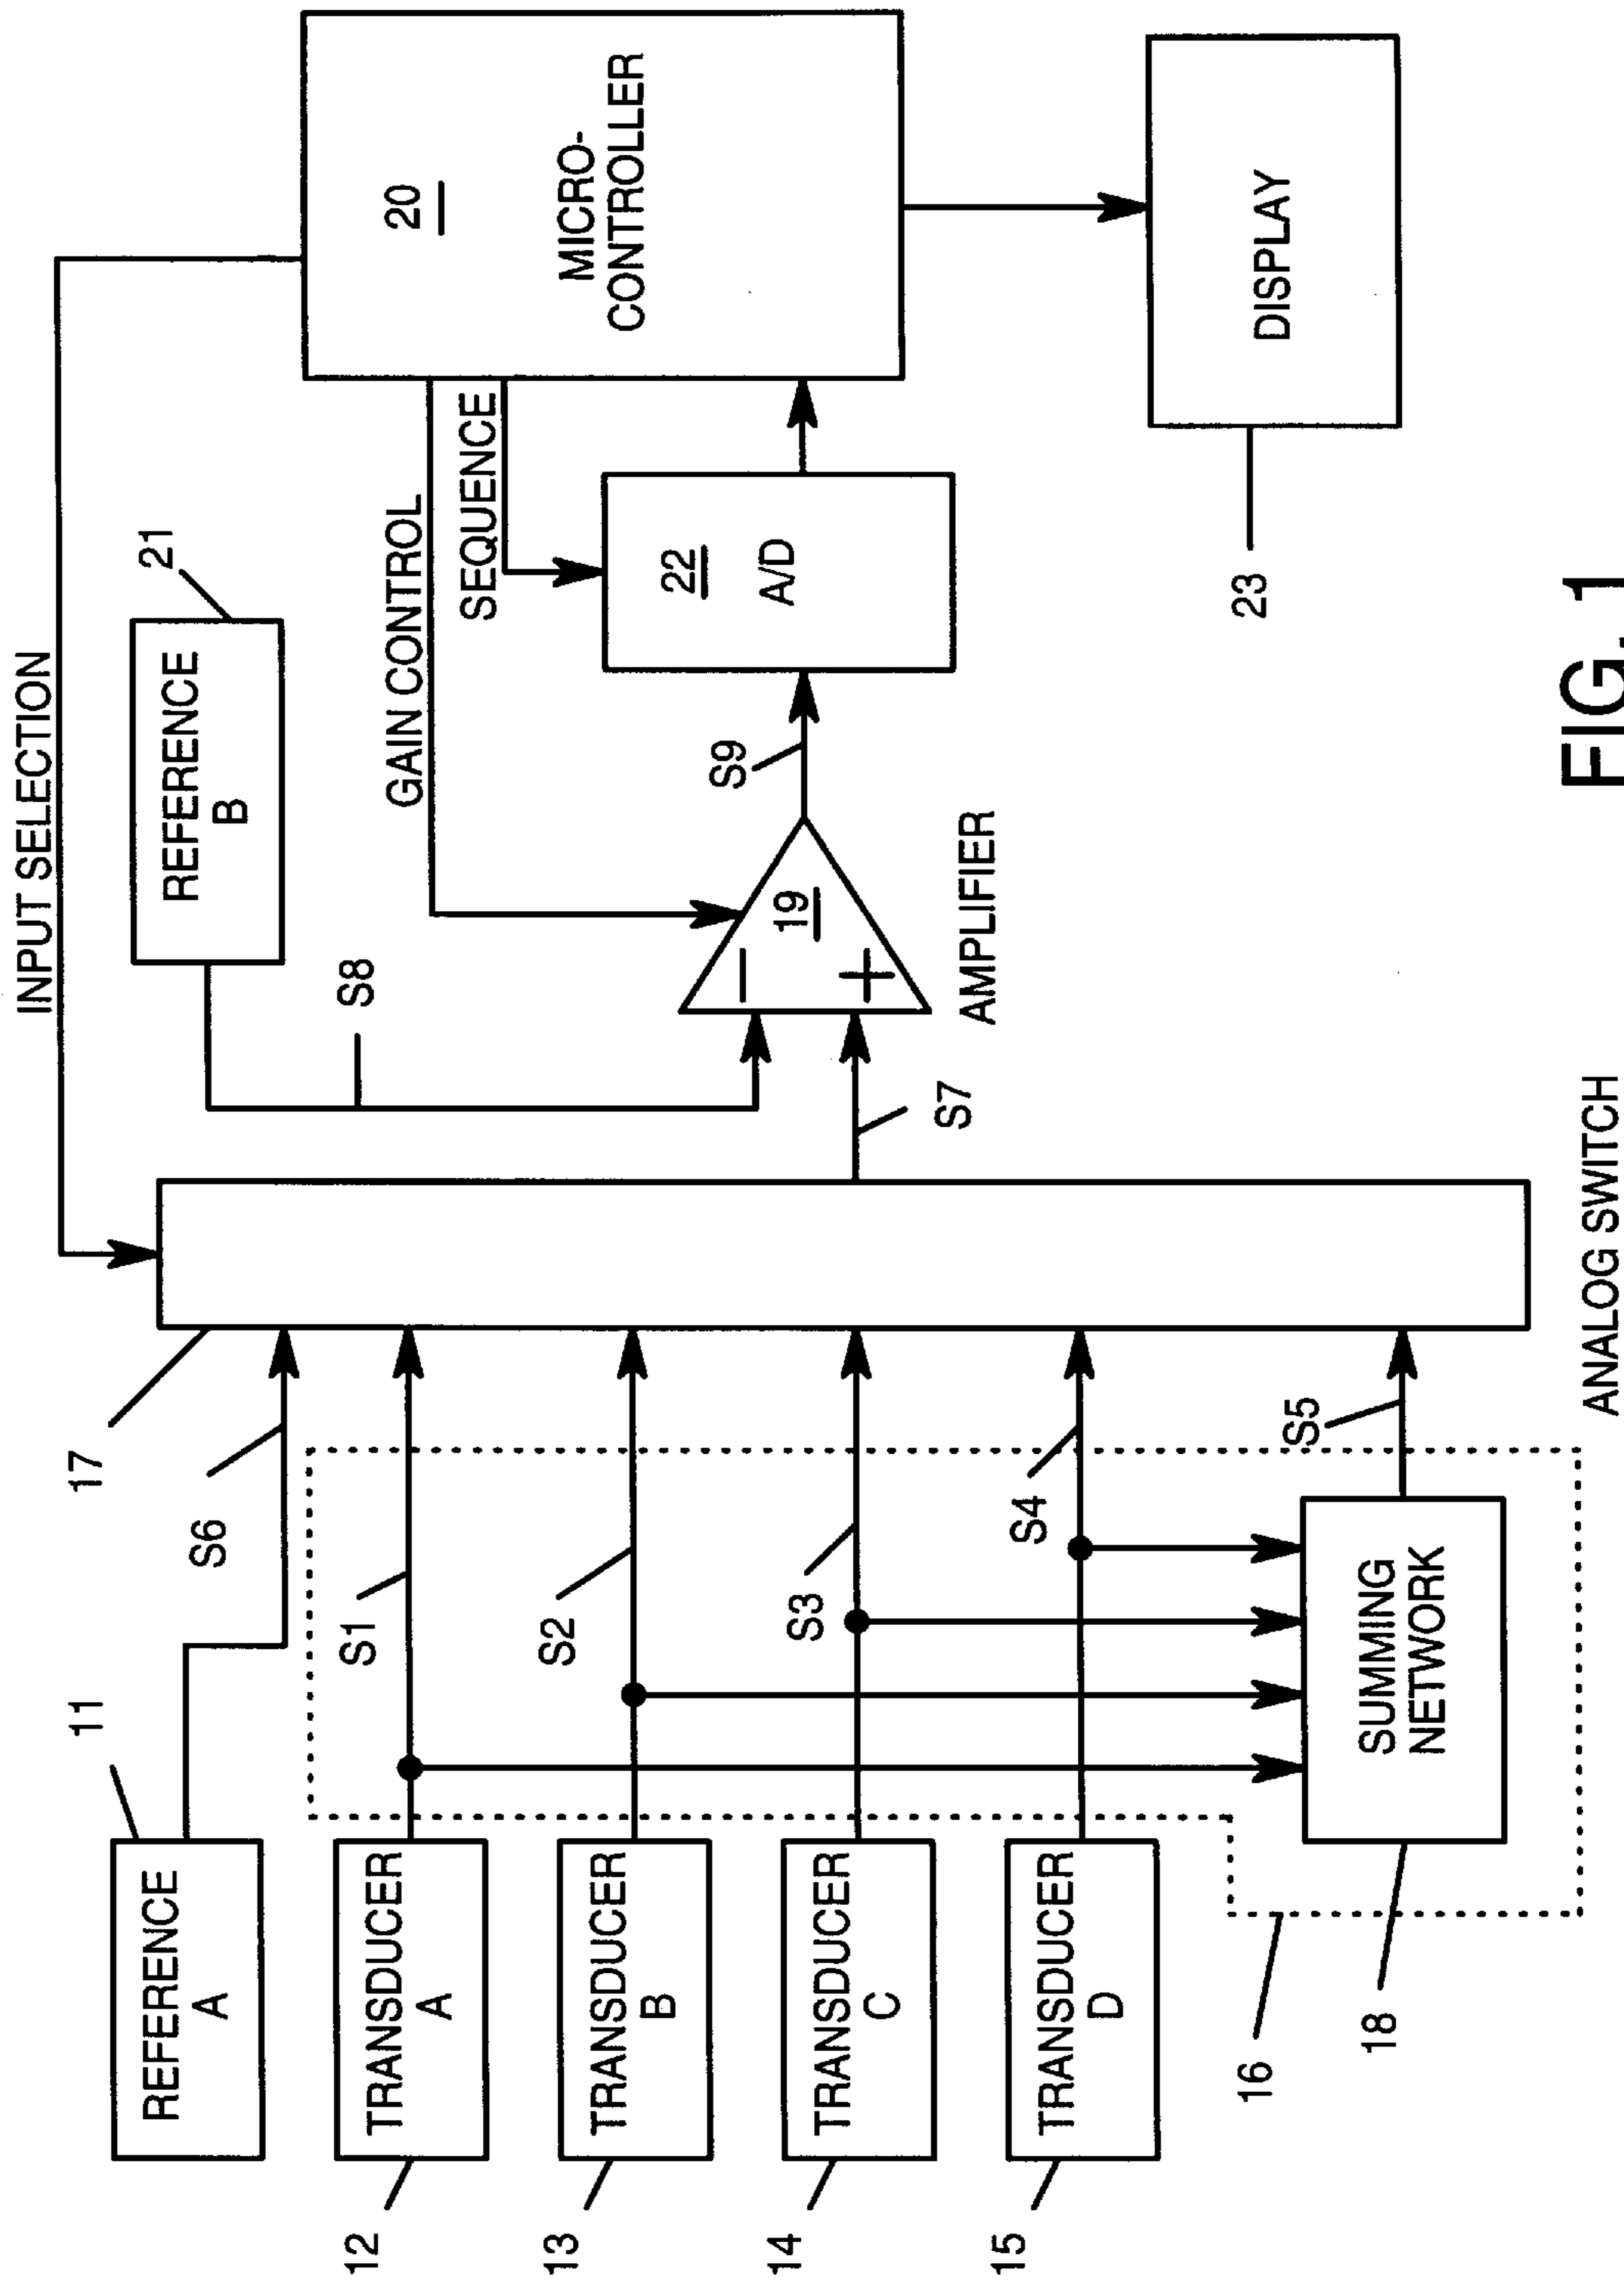 INPUT SELECTION
11
REFERENCE
A
S6
17
REFERENCE
B
21
S8
GAIN CONTROL
SEQUENCE
20
MICRO-
CONTROLLER
12
TRANSDUCER
A
S1
13
TRANSDUCER
B
S2
14
TRANSDUCER
C
S3
15
TRANSDUCER
D
S4
S7
−
+
19
AMPLIFIER
S9
22
A/D
16
18
SUMMING
NETWORK
S5
ANALOG SWITCH
23
DISPLAY
FIG. 1